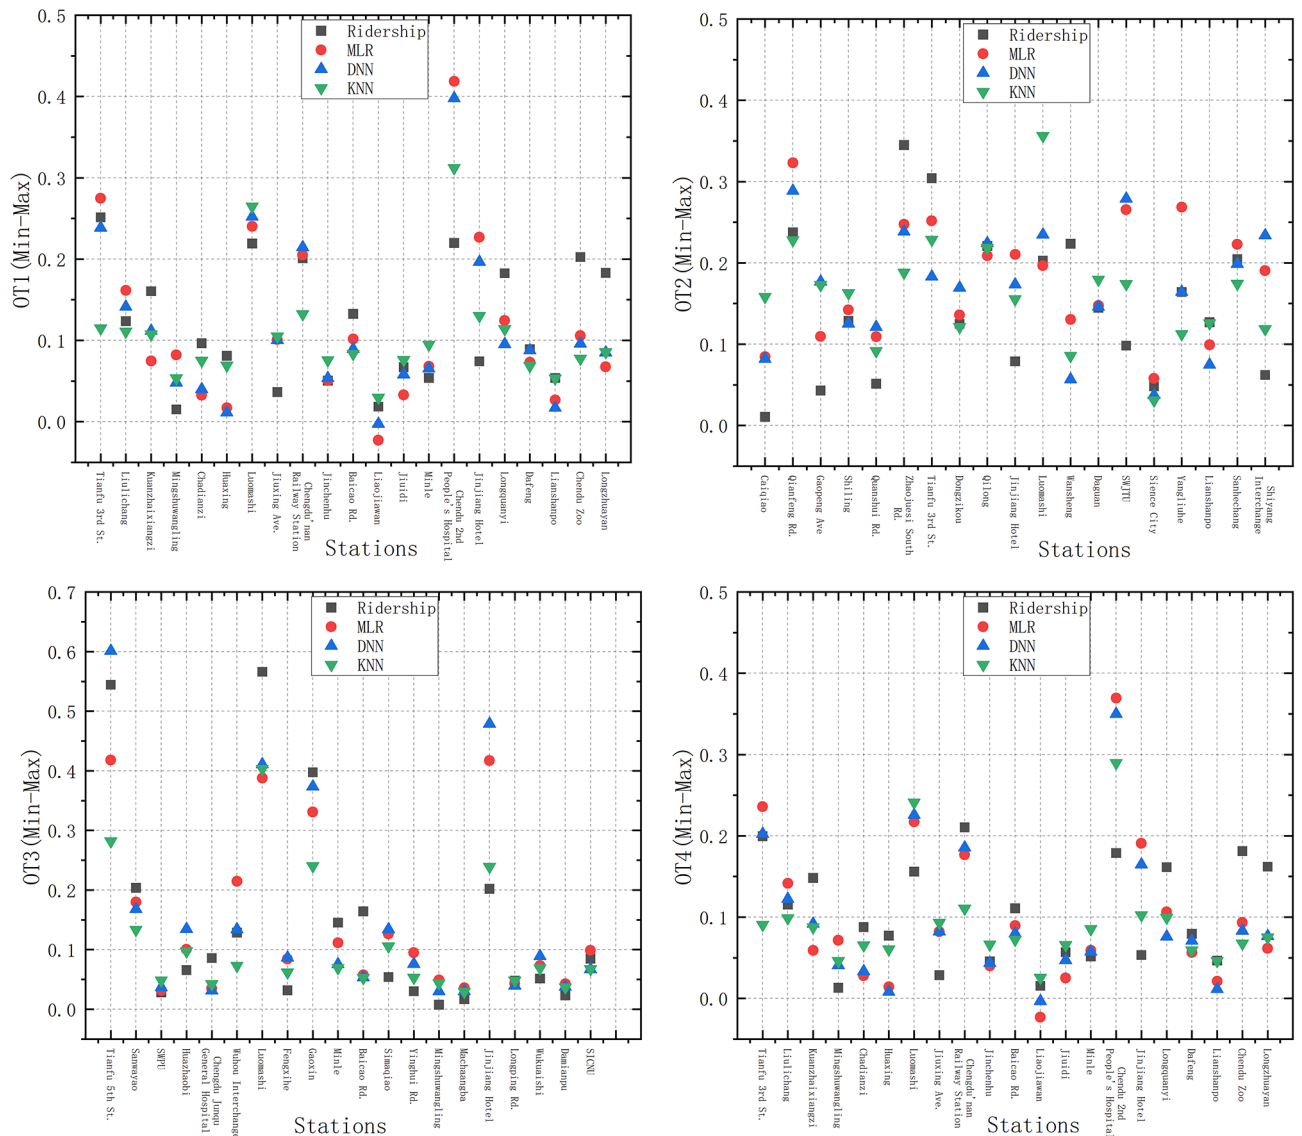 0.5
0.4
0.3
0.2
0.1
0.0
OT1(Min-Max)
Ridership
MLR
DNN
KNN
Tianfu 3rd St.
Liulichang
Kuanzhaixiangzi
Mingshuwangling
Chadianzi
Huaxing
Luomashi
Jiuxing Ave.
Chengdu'nan
Railway Station
Jinchenhu
Baicao Rd.
Liaojiawan
Jiuidi
Minle
Chendu 2nd
People's Hospital
Jinjiang Hotel
Longquanyi
Dafeng
Lianshanpo
Chendu Zoo
Longzhuayan
Stations
0.5
0.4
0.3
0.2
0.1
0.0
OT2(Min-Max)
Ridership
MLR
DNN
KNN
Caiqiao
Qianfeng Rd.
Gaopeng Ave
Shiling
Quanshui Rd.
Zhaojuesi South
Rd.
Tianfu 3rd St.
Dongzikou
Qilong
Jinjiang Hotel
Luomashi
Wansheng
Daguan
SWJTU
Sience City
Yangliuhe
Lianshanpo
Sanhechang
Shiyang
Interchange
Stations
0.7
0.6
0.5
0.4
0.3
0.2
0.1
0.0
OT3(Min-Max)
Ridership
MLR
DNN
KNN
Tianfu 5th St.
Sanwayao
SWPU
Huazhaobi
Chengdu Junqu
General Hospital
Wuhou Interchange
Luomashi
Fengxihe
Gaoxin
Minle
Baicao Rd.
Simaqiao
Yinghui Rd.
Mingshuwangling
Machaangba
Jinjiang Hotel
Longping Rd.
Wukuaishi
Damianpu
SICNU
Stations
0.5
0.4
0.3
0.2
0.1
0.0
OT4(Min-Max)
Ridership
MLR
DNN
KNN
Tianfu 3rd St.
Liulichang
Kuanzhaixiangzi
Mingshuwangling
Chadianzi
Huaxing
Luomashi
Jiuxing Ave.
Chengdu'nan
Railway Station
Jinchenhu
Baicao Rd.
Liaojiawan
Jiuidi
Minle
Chendu 2nd
People's Hospital
Jinjiang Hotel
Longquanyi
Dafeng
Lianshanpo
Chendu Zoo
Longzhuayan
Stations